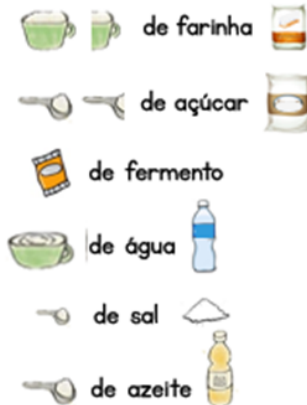 de farinha
de açúcar
de fermento
de água
de sal
de azeite